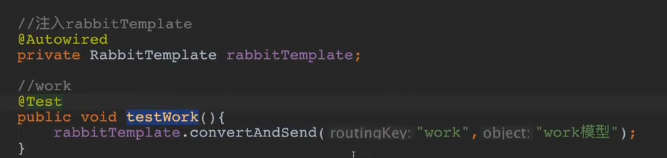 //注入rabbitTemplate
@Autowired
private RabbitTemplate rabbitTemplate;
//work
@Test
public void testWork(){
rabbitTemplate.convertAndSend( routingKey: "work", object: "work模型");
}